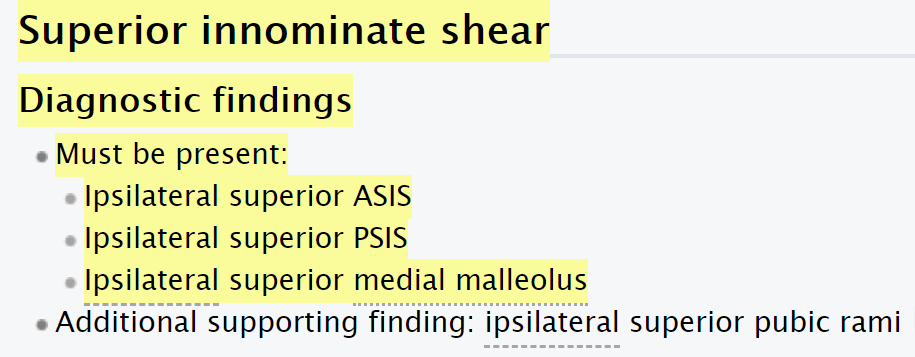 Superior innominate shear
Diagnostic findings
Must be present:
Ipsilateral superior ASIS
Ipsilateral superior PSIS
Ipsilateral superior medial malleolus
Additional supporting finding: ipsilateral superior pubic rami